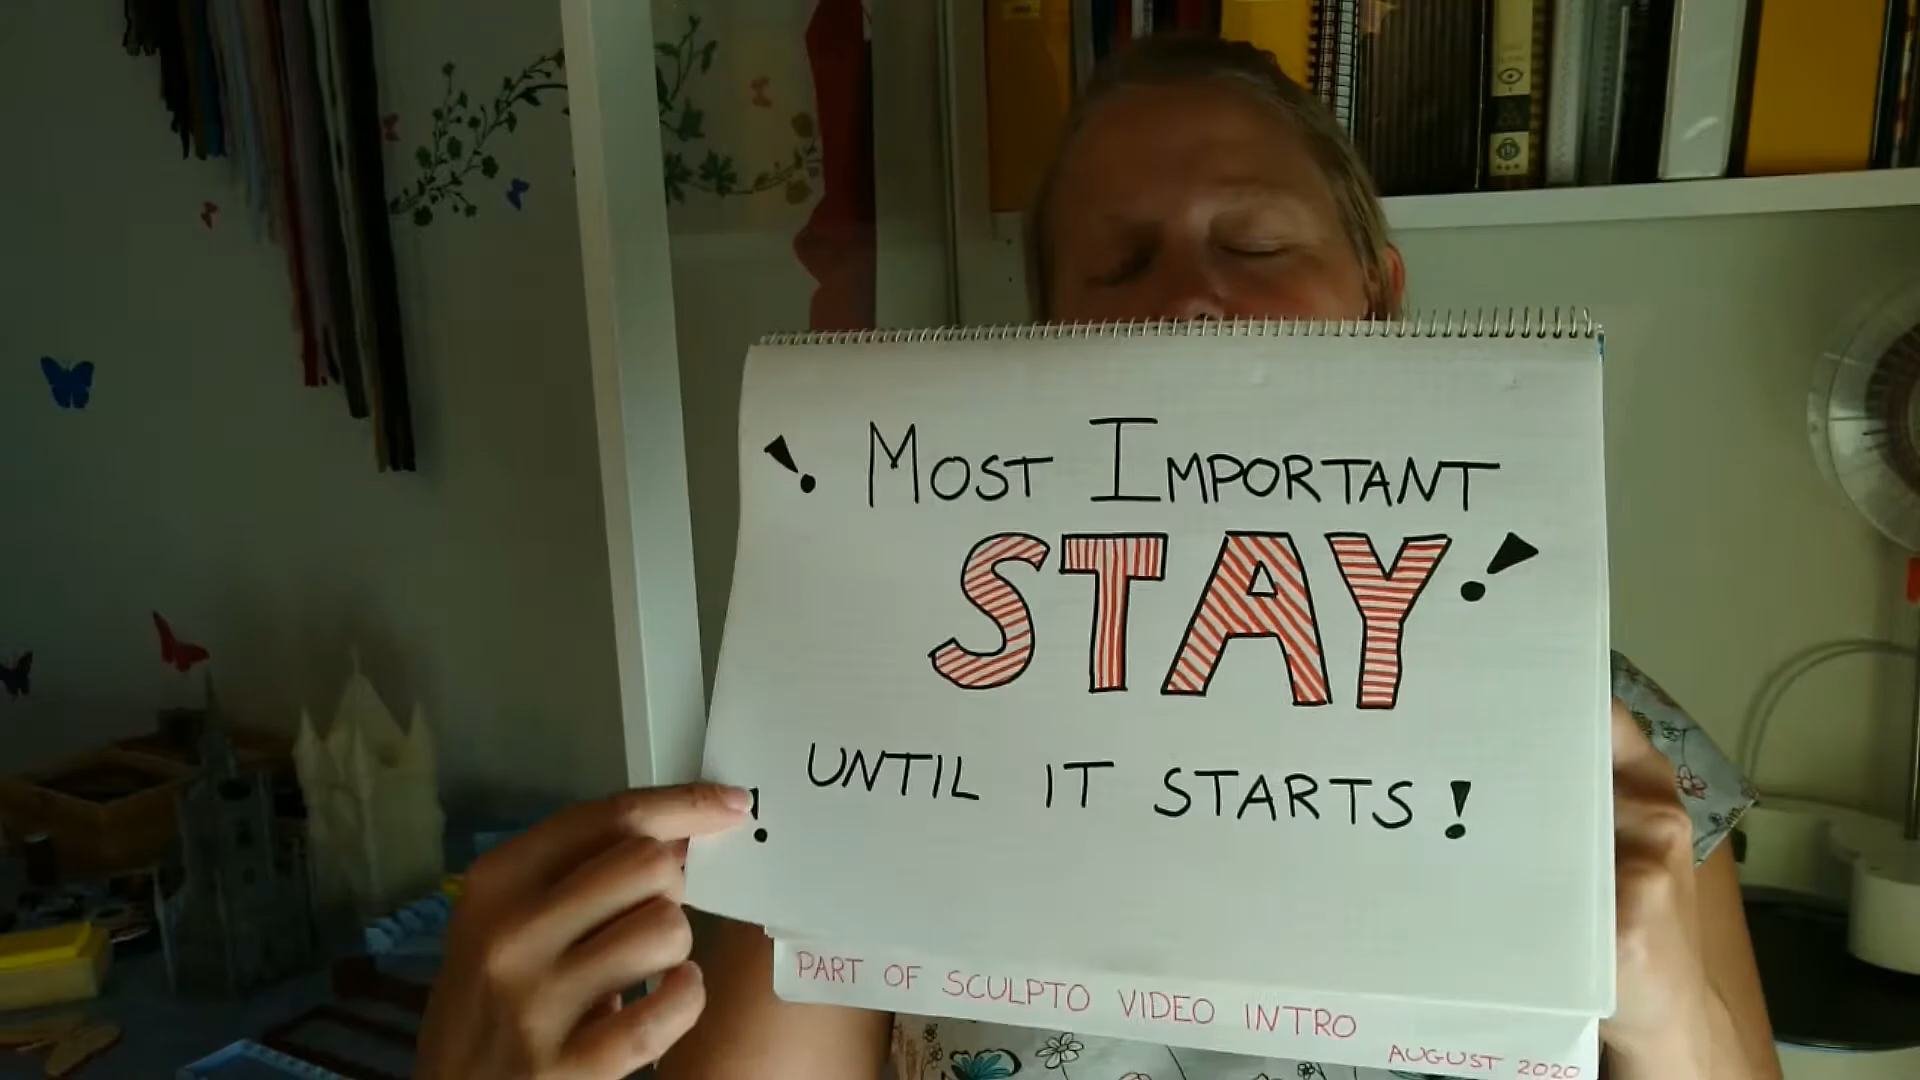 ! MOST IMPORTANT
STAY!
! UNTIL IT STARTS!
PART OF SCULPTO VIDEO INTRO
AUGUST 2020